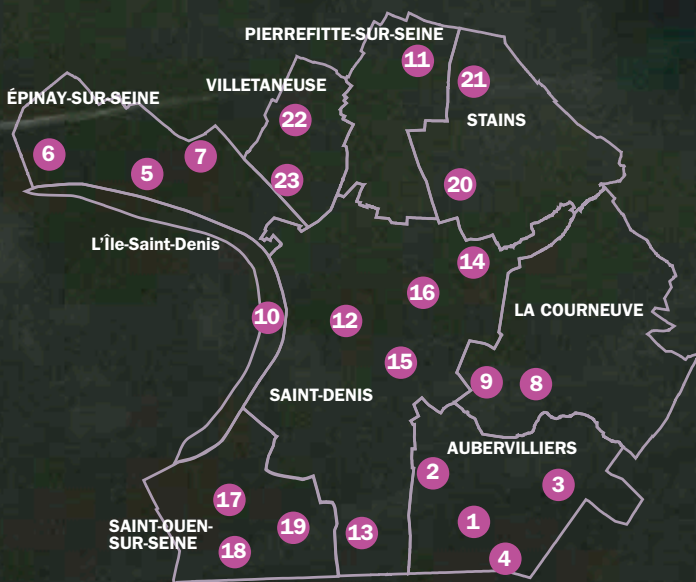 PIERREFITTE-SUR-SEINE
11
VILLETANEUSE
21
ÉPINAY-SUR-SEINE
22
STAINS
6
7
5
23
20
L'Île-Saint-Denis
14
16
10
12
LA COURNEUVE
15
9
8
SAINT-DENIS
AUBERVILLIERS
2
3
17
1
SAINT-OUEN-
SUR-SEINE
19
13
18
4